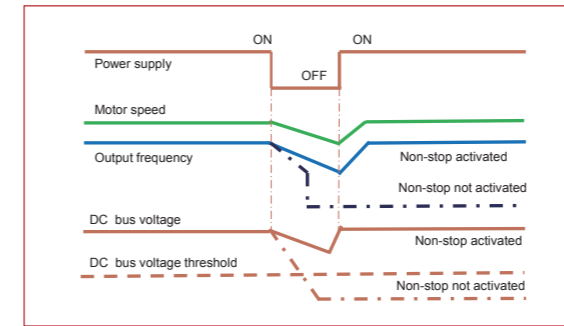 ON
ON
Power supply
OFF
Motor speed
Output frequency
Non-stop activated
Non-stop not activated
DC bus voltage
Non-stop activated
DC bus voltage threshold
Non-stop not activated